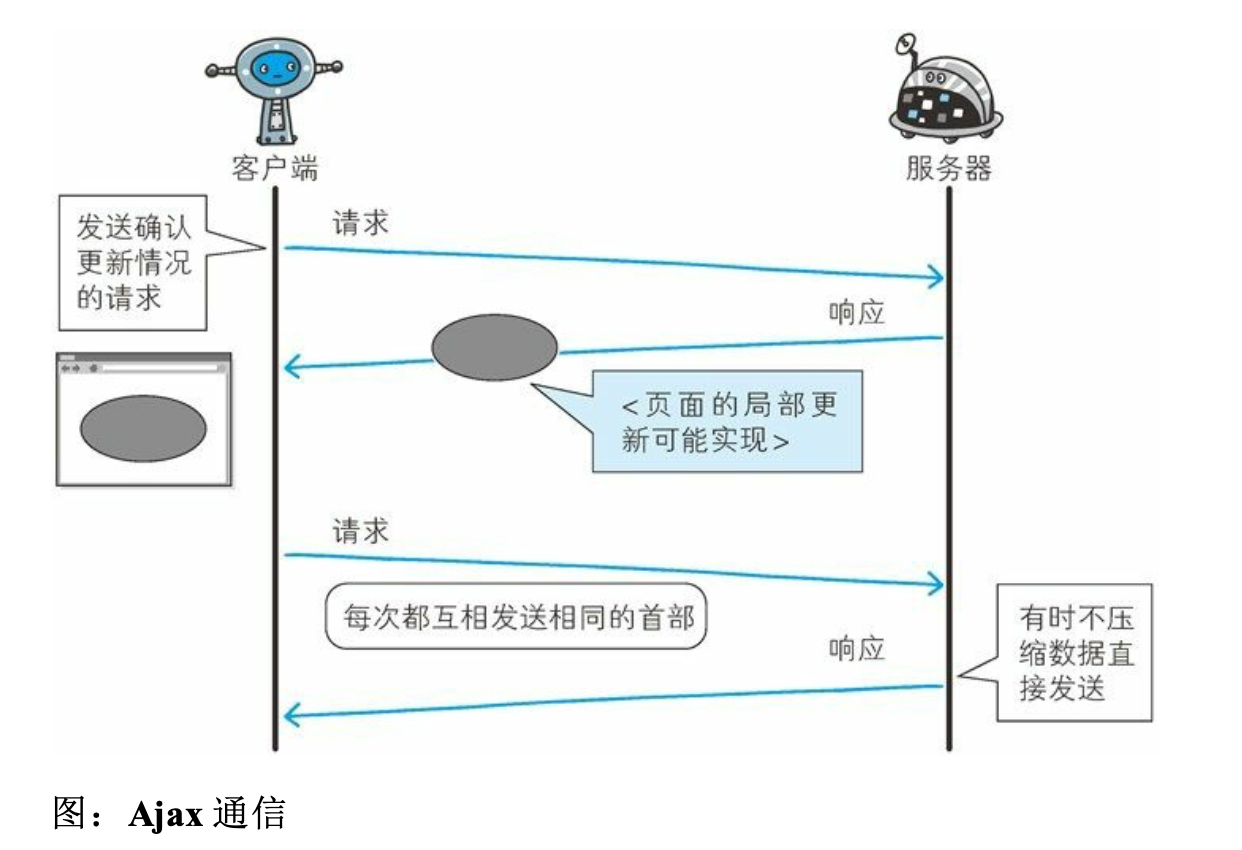 客户端
服务器
发送确认
更新情况
的请求
请求
响应
<页面的局部更
新可能实现>
请求
每次都互相发送相同的首部
响应
有时不压
缩数据直
接发送
图：Ajax 通信